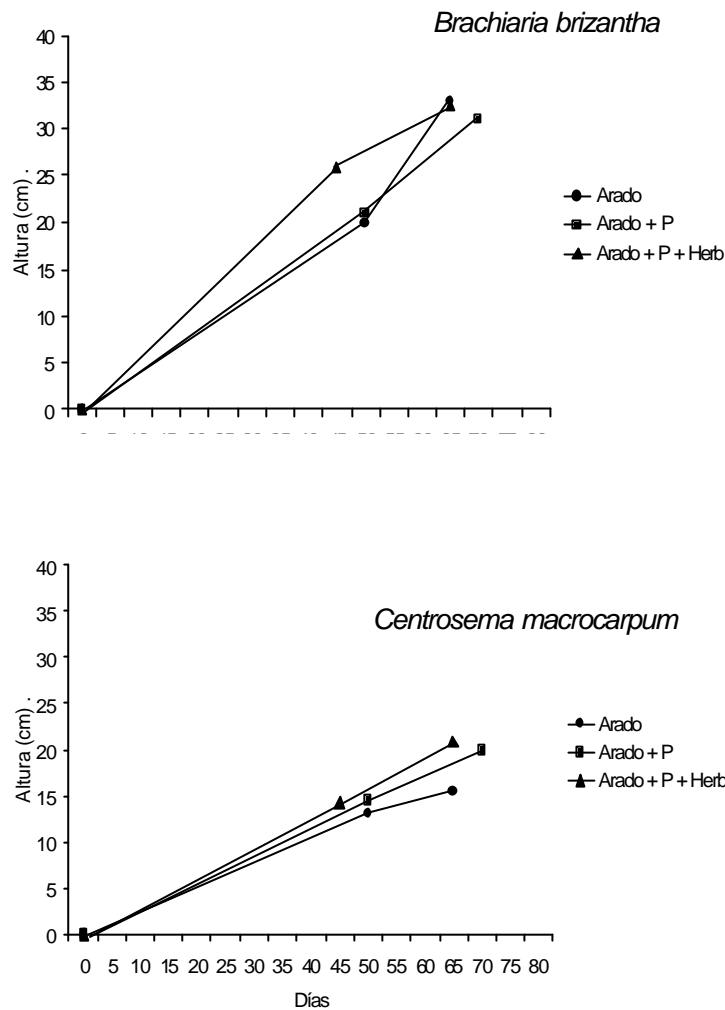 Brachiaria brizantha
40
35
30
25
20
15
10
5
0
Altura (cm) .
Arado
Arado + P
Arado + P + Herb
Centrosema macrocarpum
40
35
30
25
20
15
10
5
0
Altura (cm) .
Arado
Arado + P
Arado + P + Herb
0 5 10 15 20 25 30 35 40 45 50 55 60 65 70 75 80
Días